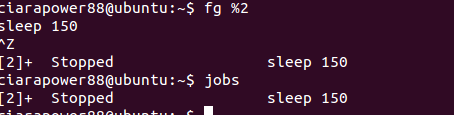 ciarapower88@ubuntu:~$ fg %2
sleep 150
^Z
[2]+  Stopped                 sleep 150
ciarapower88@ubuntu:~$ jobs
[2]+  Stopped                 sleep 150
ciarapower88@ubuntu:~$